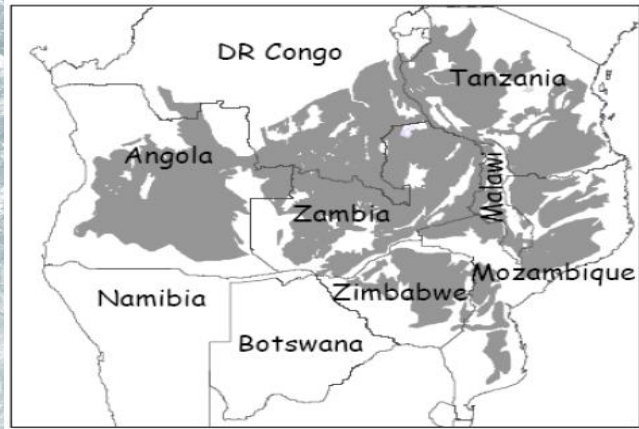 DR Congo
Tanzania
Angola
Malawi
Zambia
Mozambique
Namibia
Zimbabwe
Botswana